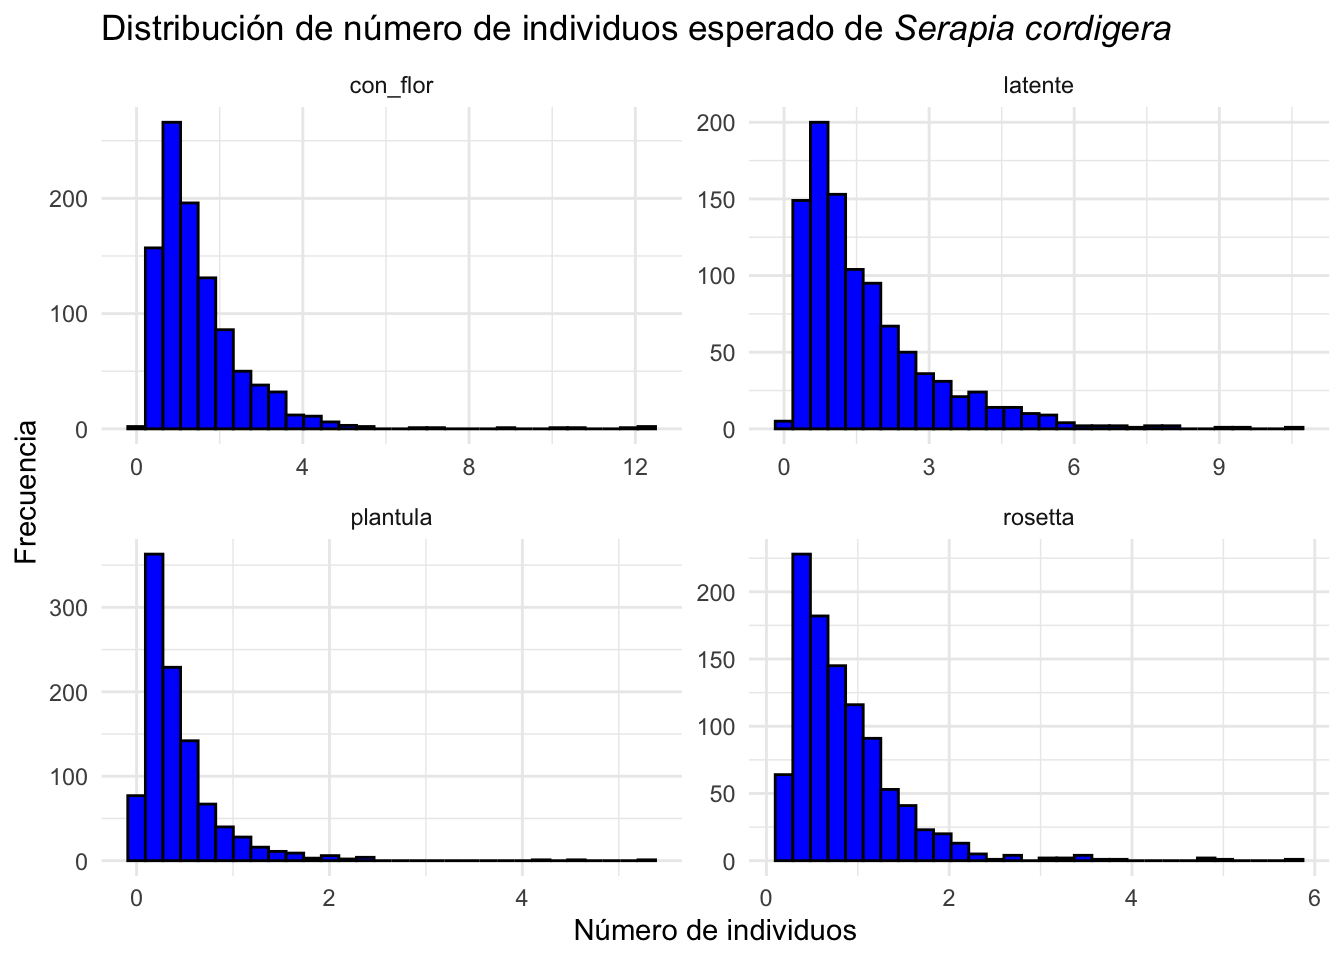 Distribución de número de individuos esperado de Serapia cordigera
con_flor
latente
200
100
0
0 4 8 12
200
150
100
50
0
0 3 6 9
Frecuencia
plantula
rosetta
300
200
100
0
0 2 4
200
150
100
50
0
0 2 4 6
Número de individuos